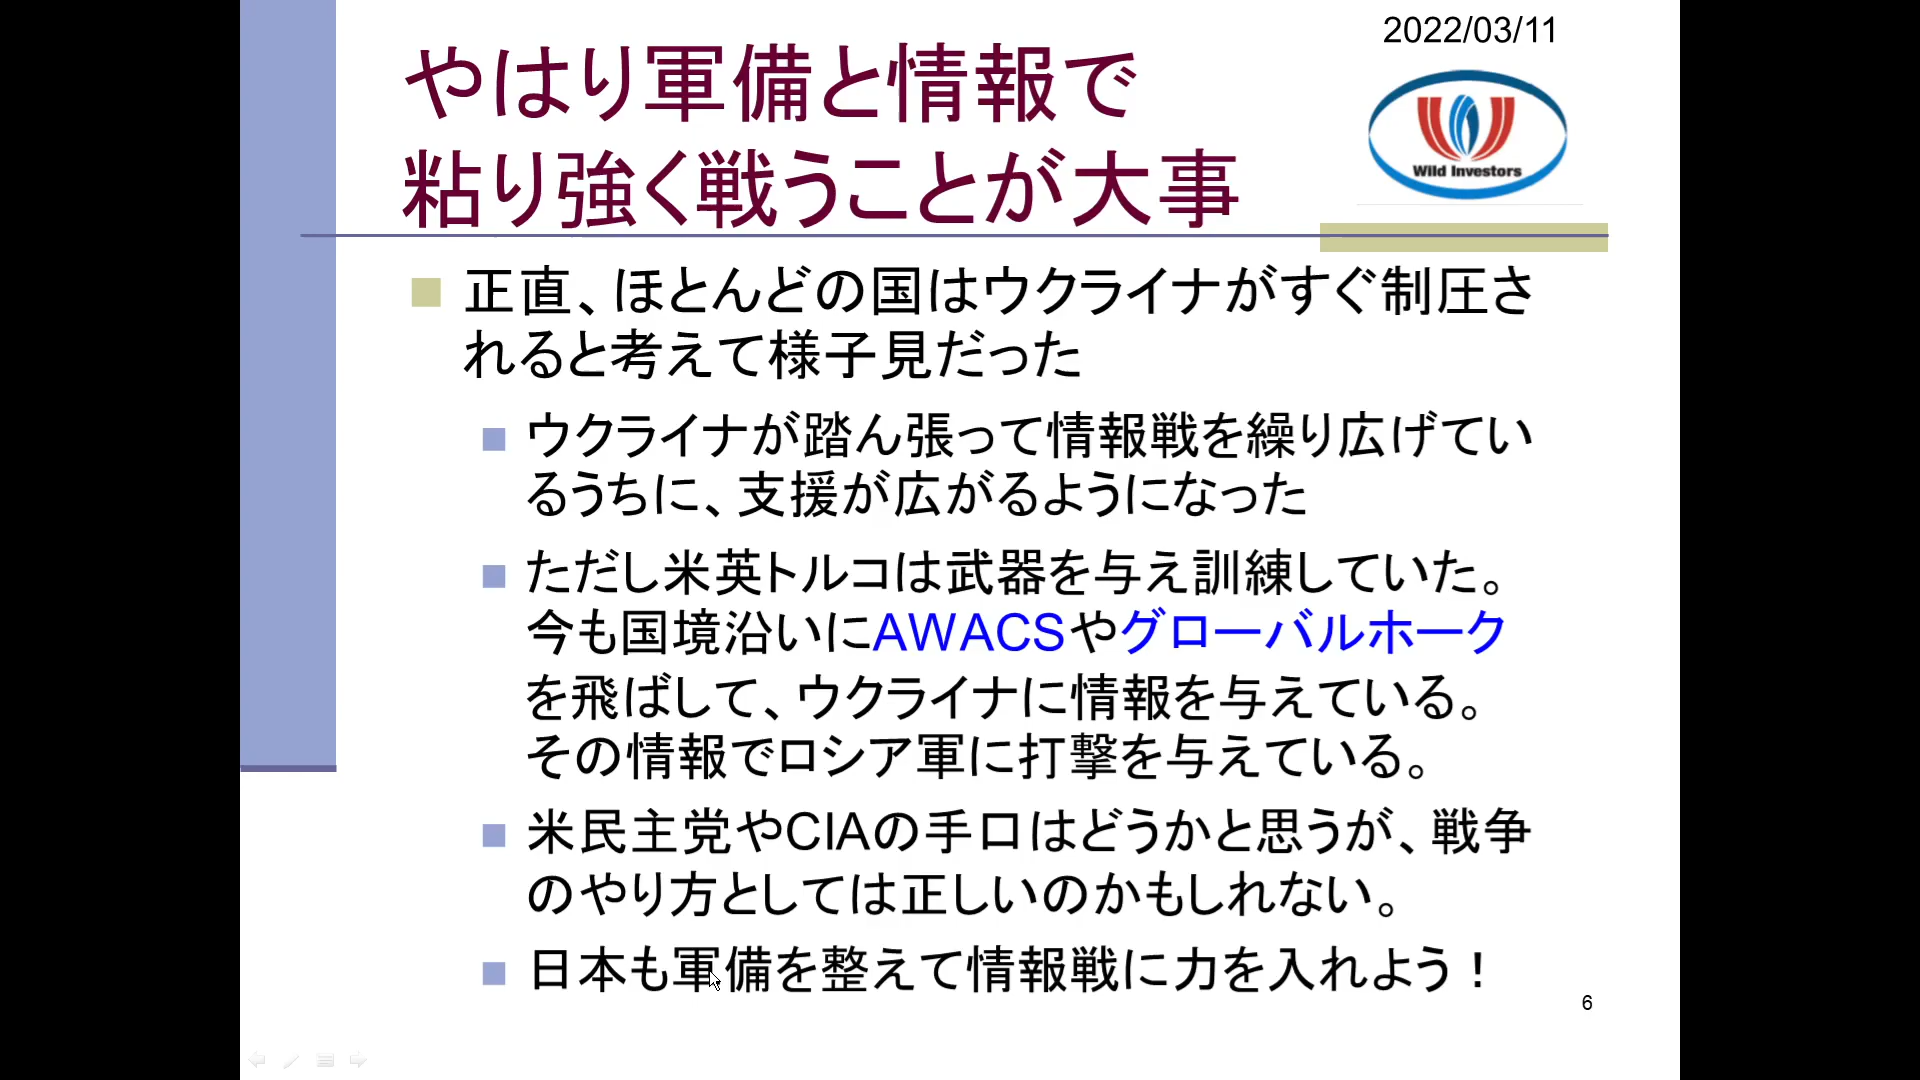 2022/03/11
やはり軍備と情報で
粘り強く戦うことが大事
Wild Investors
正直、ほとんどの国はウクライナがすぐ制圧さ
れると考えて様子見だった
ウクライナが踏ん張って情報戦を繰り広げてい
るうちに、支援が広がるようになった
ただし米英トルコは武器を与え訓練していた。
今も国境沿いにAWACSやグローバルホーク
を飛ばして、ウクライナに情報を与えている。
その情報でロシア軍に打撃を与えている。
米民主党やCIAの手口はどうかと思うが、戦争
のやり方としては正しいのかもしれない。
日本も軍備を整えて情報戦に力を入れよう！
6